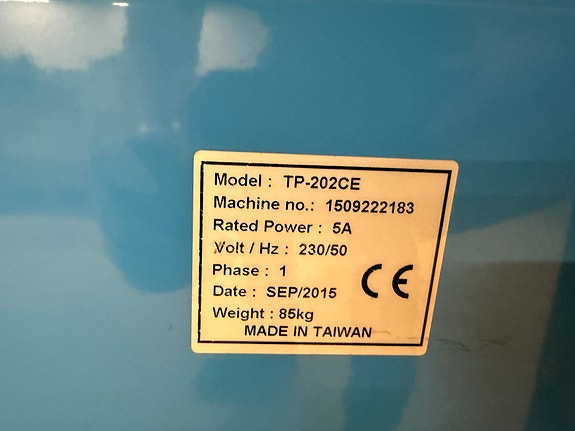 Model : TP-202CE
Machine no.: 1509222183
Rated Power : 5A
Volt / Hz : 230/50
Phase : 1
Date : SEP/2015
Weight : 85kg
MADE IN TAIWAN
CE